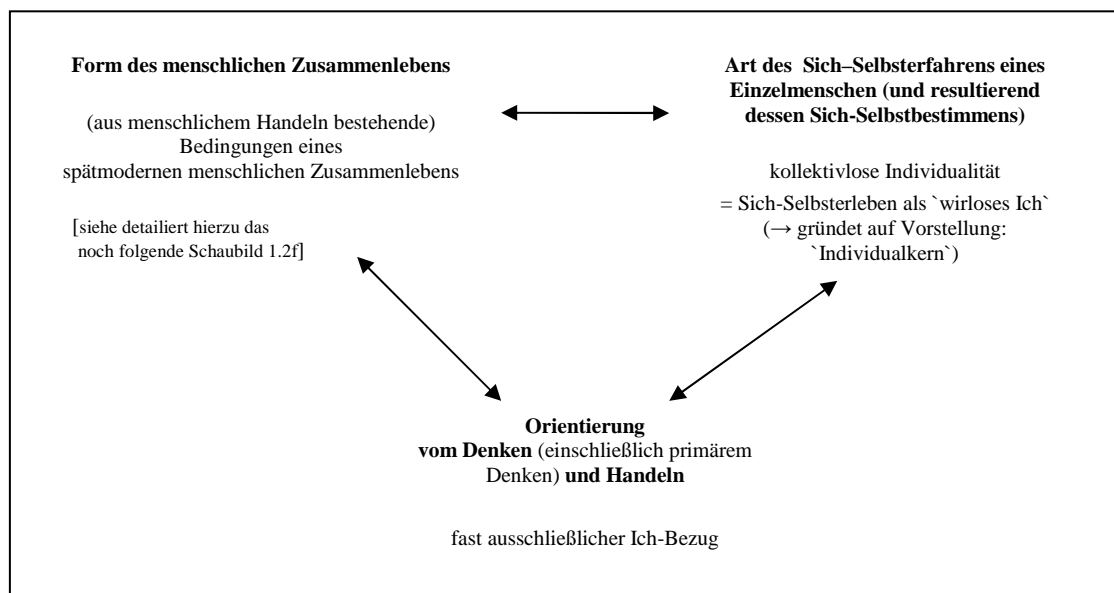 Form des menschlichen Zusammenlebens
(aus menschlichem Handeln bestehende)
Bedingungen eines
spätmodernen menschlichen Zusammenlebens
[siehe detailiert hierzu das
noch folgende Schaubild 1.2f]
Art des Sich–Selbsterfahrens eines
Einzelmenschen (und resultierend
dessen Sich-Selbstbestimmens)
kollektivlose Individualität
= Sich-Selbsterleben als `wirloses Ich`
(→ gründet auf Vorstellung:
`Individualkern`)
Orientierung
vom Denken (einschließlich primärem
Denken) und Handeln
fast ausschließlicher Ich-Bezug